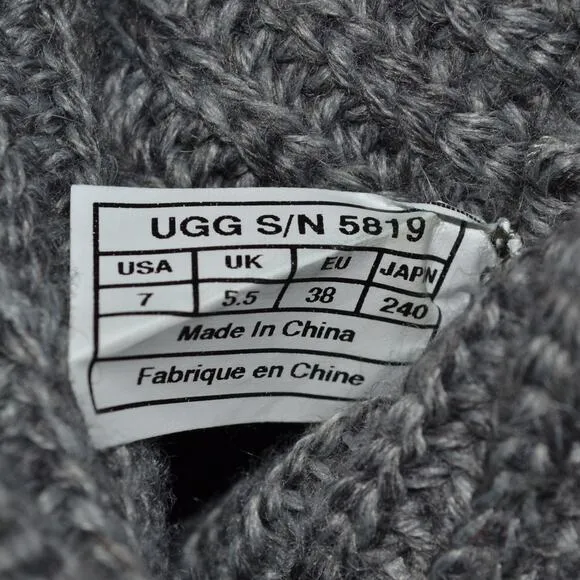 UGG S/N 5819
USA UK EU JAPN
7 5.5 38 240
Made In China
Fabrique en Chine